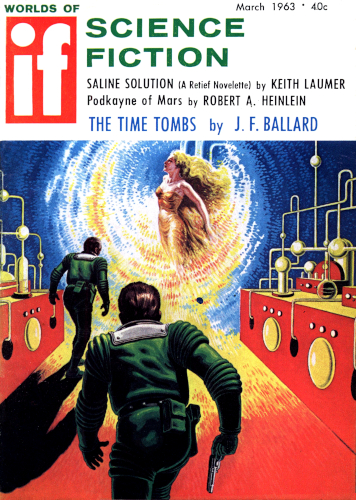 WORLDS OF
if
SCIENCE
FICTION
March 1963 • 40c
SALINE SOLUTION (A Retief Novelette) by KEITH LAUMER
Podkayne of Mars by ROBERT A. HEINLEIN
THE TIME TOMBS by J. F. BALLARD